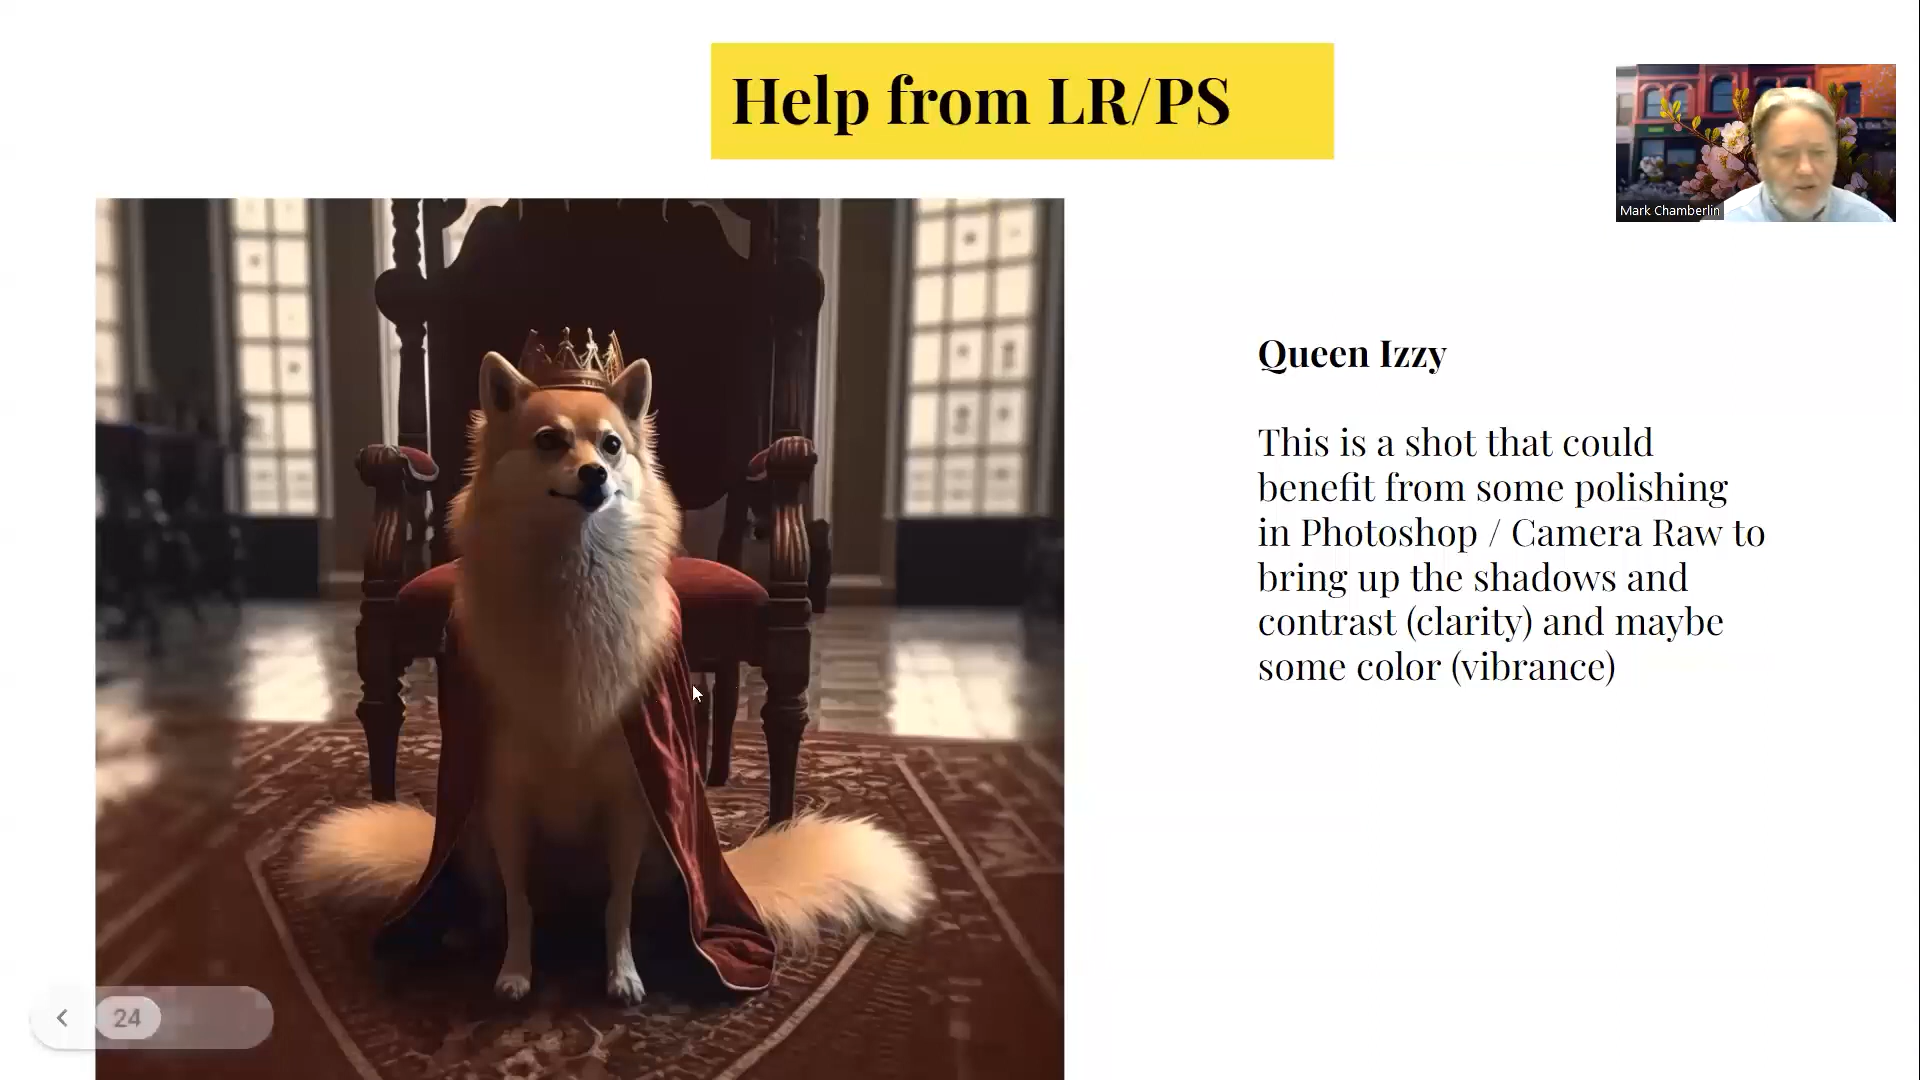 Help from LR/PS
Mark Chamberlin
Queen Izzy
This is a shot that could
benefit from some polishing
in Photoshop / Camera Raw to
bring up the shadows and
contrast (clarity) and maybe
some color (vibrance)
24